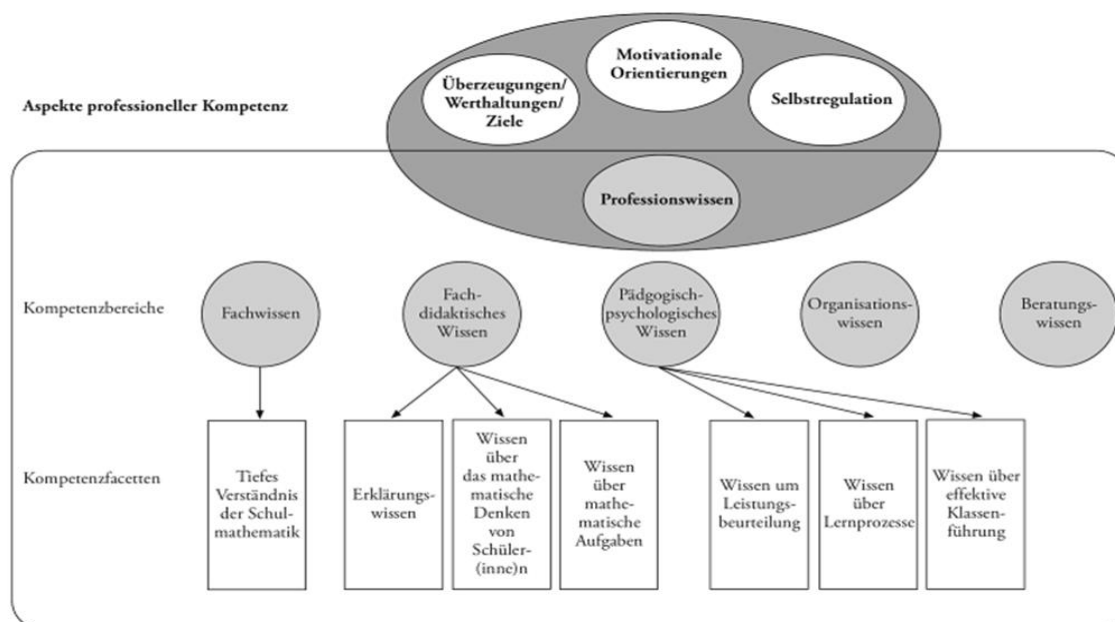 Motivationale
Orientierungen
Überzeugungen/
Werthaltungen/
Ziele
Selbstregulation
Aspekte professioneller Kompetenz
Professionswissen
Kompetenzbereiche
Fachwissen
Fach-
didaktisches
Wissen
Pädgogisch-
psychologisches
Wissen
Organisations-
wissen
Beratungs-
wissen
Kompetenzfacetten
Tiefes
Verständnis
der Schul-
mathematik
Erklärungs-
wissen
Wissen
über
das mathe-
matische
Denken
von
Schüler-
(inne)n
Wissen
über
mathe-
matische
Aufgaben
Wissen um
Leistungs-
beurteilung
Wissen
über
Lernprozesse
Wissen über
effektive
Klassen-
führung